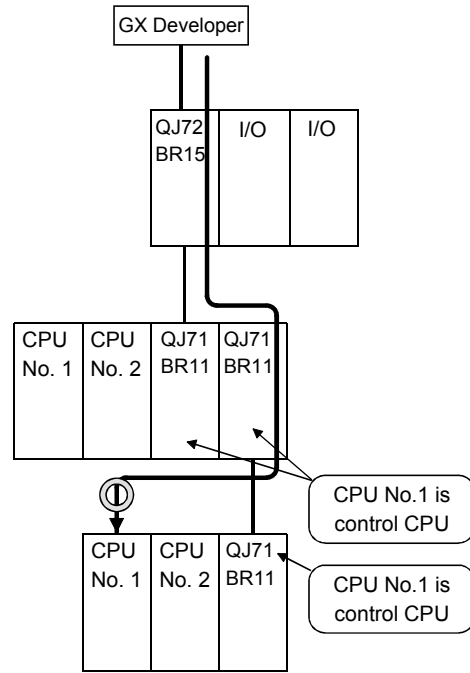 GX Developer
QJ72
BR15
I/O
I/O
CPU
No. 1
CPU
No. 2
QJ71
BR11
QJ71
BR11
CPU No.1 is
control CPU
CPU
No. 1
CPU
No. 2
QJ71
BR11
CPU No.1 is
control CPU